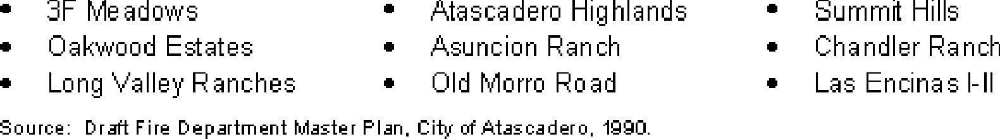 • 3F Meadows • Atascadero Highlands • Summit Hills
• Oakwood Estates • Asuncion Ranch • Chandler Ranch
• Long Valley Ranches • Old Morro Road • Las Encinas I-II
Source: Draft Fire Department Master Plan, City of Atascadero, 1990.